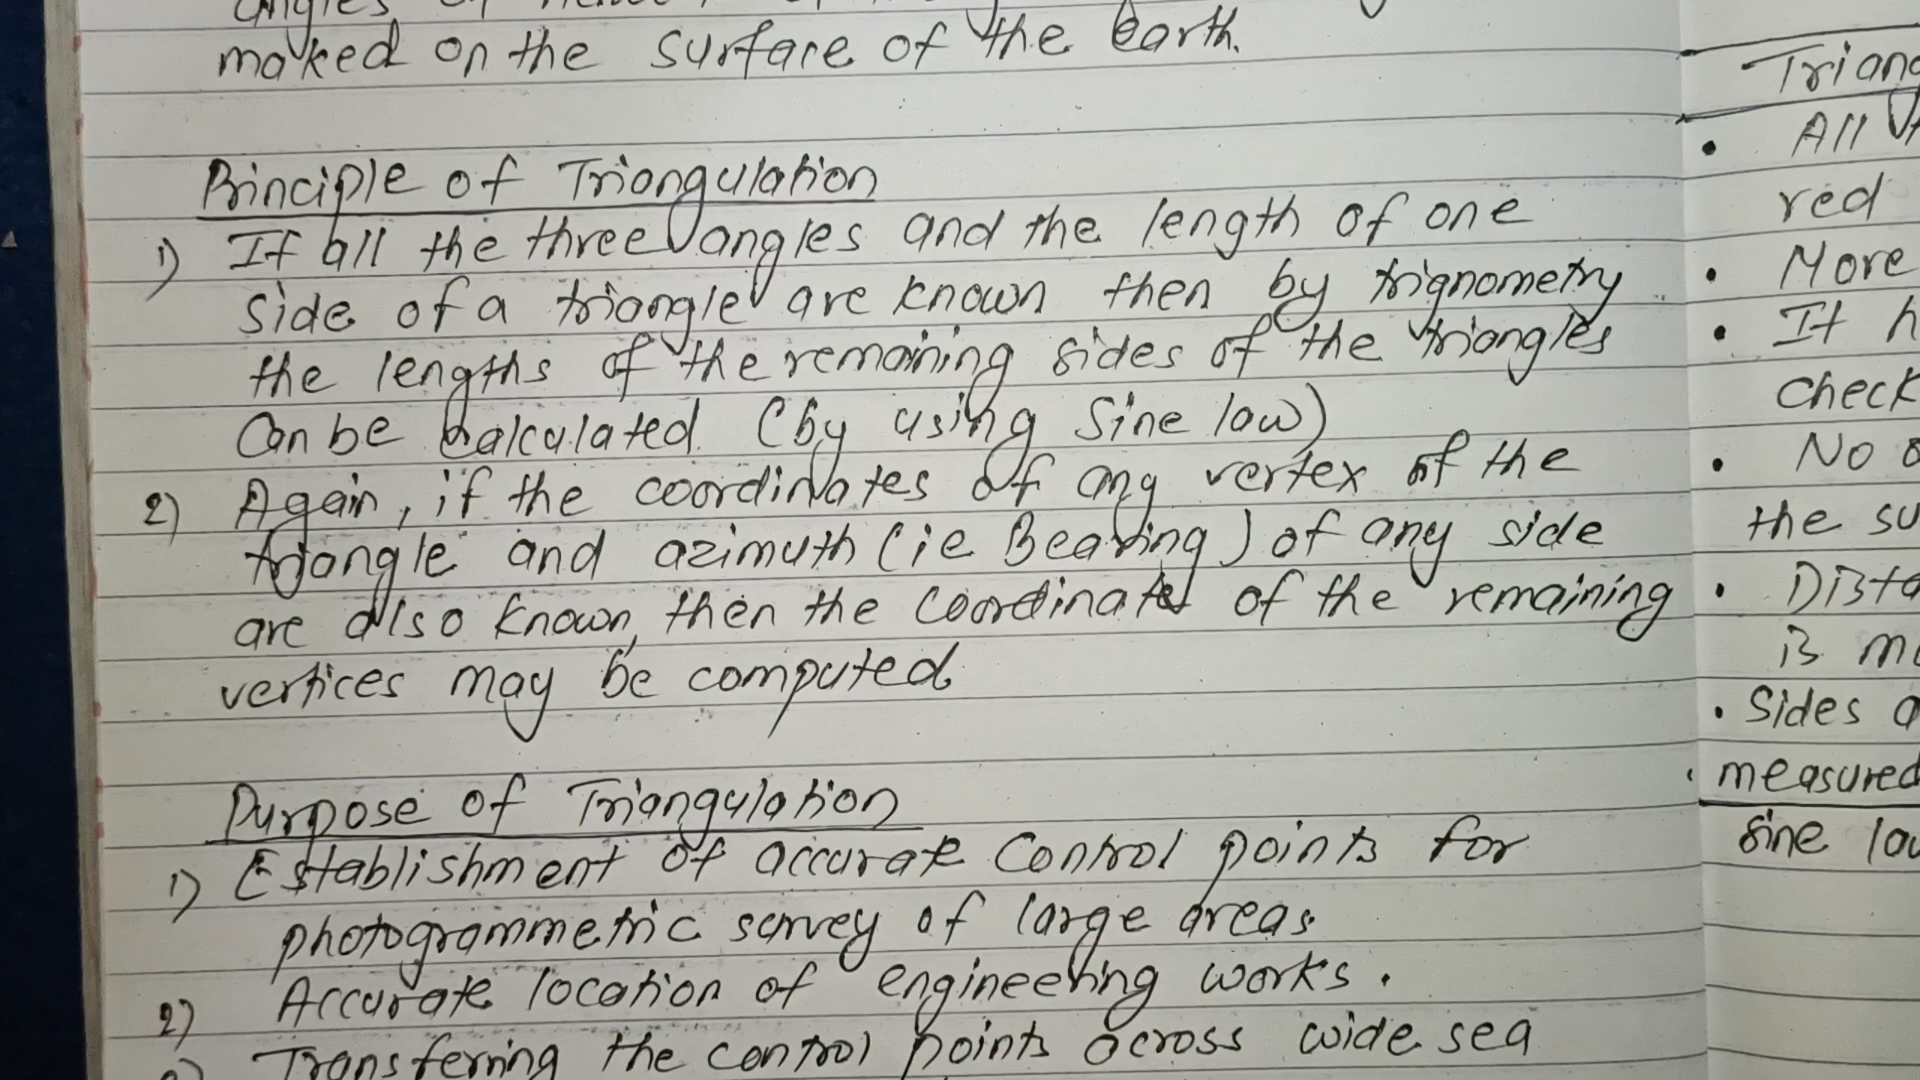 maked on the surface of the Earth.
Principle of Triangulation
1) If all the three angles and the length of one
side of a triangle are known then by trignometry
the lengths of the remaining sides of the triangles
Can be calculated (by using Sine law)
2) Again, if the coordinates of any vertex of the
triangle and azimuth (ie Bearing) of any side
are also known, then the Coordinates of the remaining
vertices may be computed.
Purpose of Triangulation
1) Establishment of accurate Control points for
photogrammetric survey of large areas.
2) Accurate location of engineering works.
Transferring the control points across wide sea
Triang
• All
red
• More
• It h
check
• No
the su
• Dista
is m
• Sides a
measured
Sine law